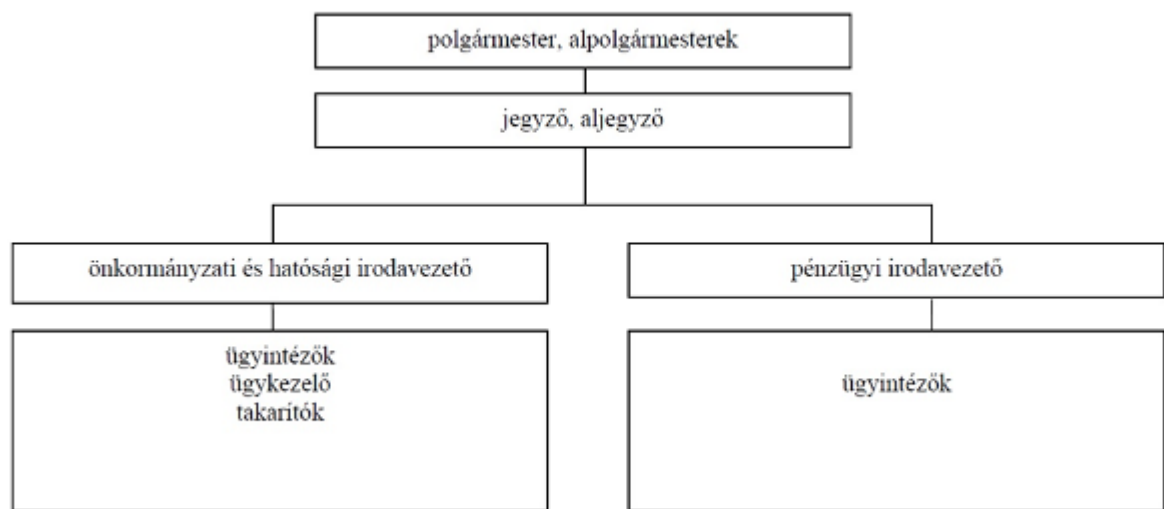 polgármester, alpolgármesterek
jegyző, aljegyző
önkormányzati és hatósági irodavezető
pénzügyi irodavezető
ügyintézők
ügykezelő
takarítók
ügyintézők